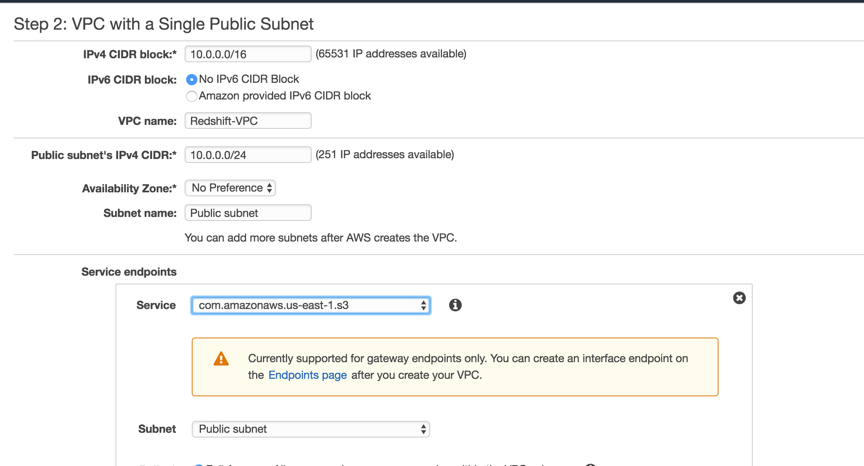 Step 2: VPC with a Single Public Subnet
IPv4 CIDR block:* 10.0.0.0/16 (65531 IP addresses available)
IPv6 CIDR block: No IPv6 CIDR Block
Amazon provided IPv6 CIDR block
VPC name: Redshift-VPC
Public subnet's IPv4 CIDR:* 10.0.0.0/24 (251 IP addresses available)
Availability Zone:* No Preference
Subnet name: Public subnet
You can add more subnets after AWS creates the VPC.
Service endpoints
Service com.amazonaws.us-east-1.s3
Currently supported for gateway endpoints only. You can create an interface endpoint on
the Endpoints page after you create your VPC.
Subnet Public subnet